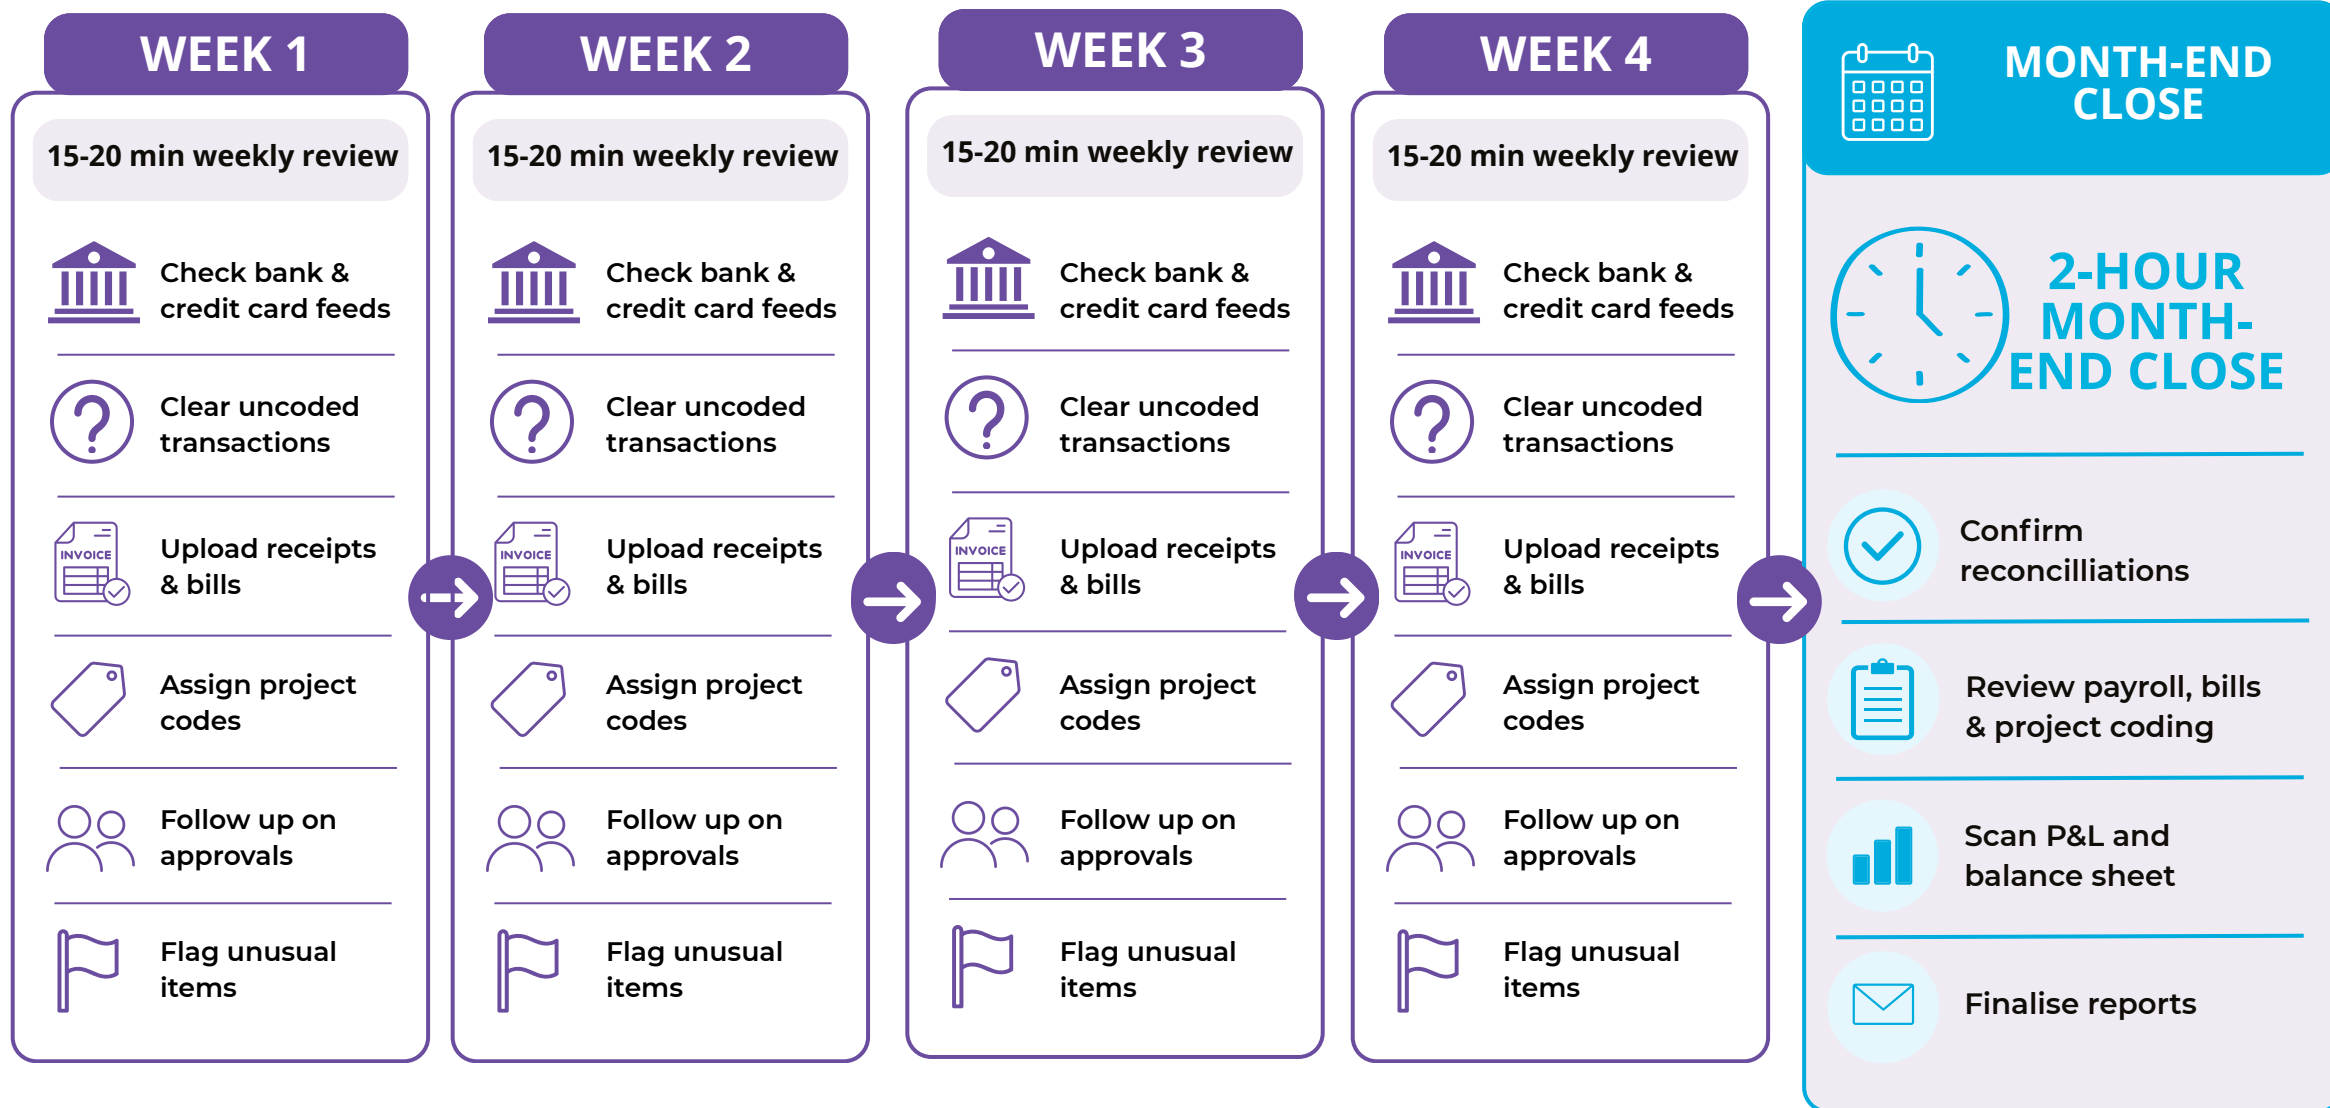 WEEK 1
15-20 min weekly review
Check bank &
credit card feeds
Clear uncoded
transactions
INVOICE
Upload receipts
& bills
Assign project
codes
Follow up on
approvals
Flag unusual
items
WEEK 2
15-20 min weekly review
Check bank &
credit card feeds
Clear uncoded
transactions
INVOICE
Upload receipts
& bills
Assign project
codes
Follow up on
approvals
Flag unusual
items
WEEK 3
15-20 min weekly review
Check bank &
credit card feeds
Clear uncoded
transactions
INVOICE
Upload receipts
& bills
Assign project
codes
Follow up on
approvals
Flag unusual
items
WEEK 4
15-20 min weekly review
Check bank &
credit card feeds
Clear uncoded
transactions
INVOICE
Upload receipts
& bills
Assign project
codes
Follow up on
approvals
Flag unusual
items
MONTH-END
CLOSE
2-HOUR
MONTH-
END CLOSE
Confirm
reconcilliations
Review payroll, bills
& project coding
Scan P&L and
balance sheet
Finalise reports